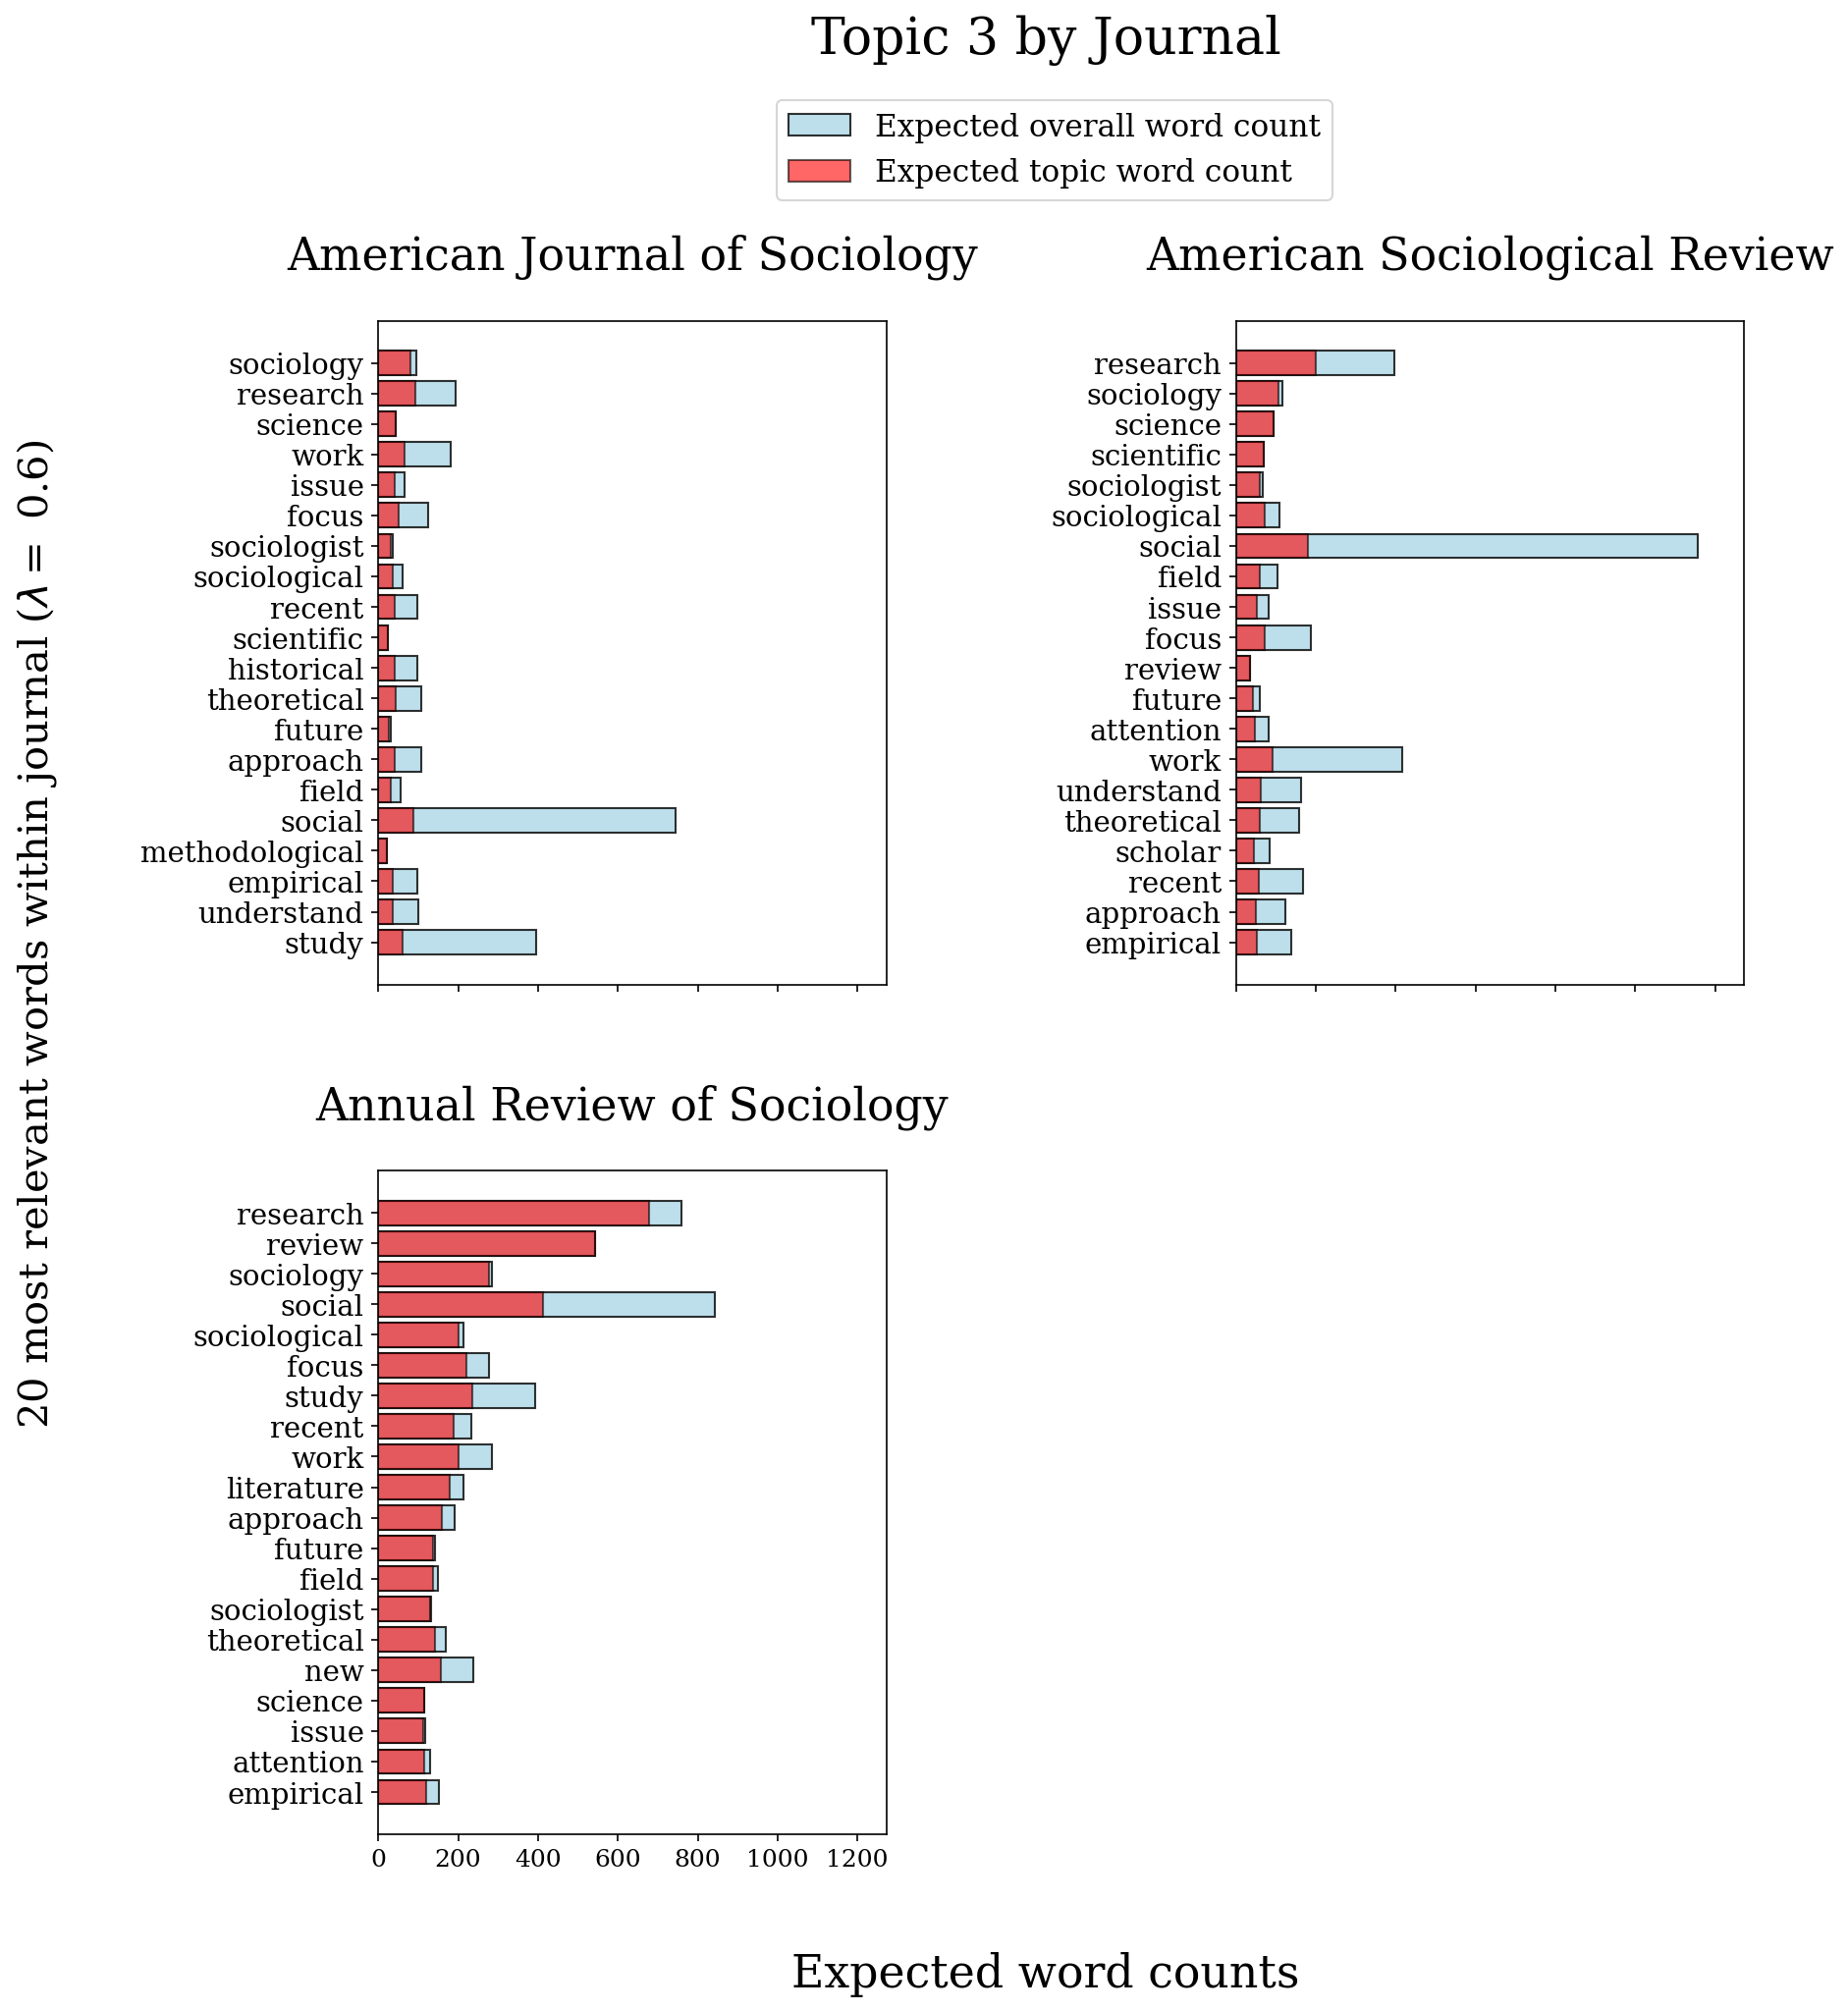 Topic 3 by Journal
Expected overall word count
Expected topic word count
20 most relevant words within journal (λ = 0.6)
American Journal of Sociology
sociology
research
science
work
issue
focus
sociologist
sociological
recent
scientific
historical
theoretical
future
approach
field
social
methodological
empirical
understand
study
American Sociological Review
research
sociology
science
scientific
sociologist
sociological
social
field
issue
focus
review
future
attention
work
understand
theoretical
scholar
recent
approach
empirical
Annual Review of Sociology
research
review
sociology
social
sociological
focus
study
recent
work
literature
approach
future
field
sociologist
theoretical
new
science
issue
attention
empirical
0 200 400 600 800 1000 1200
Expected word counts